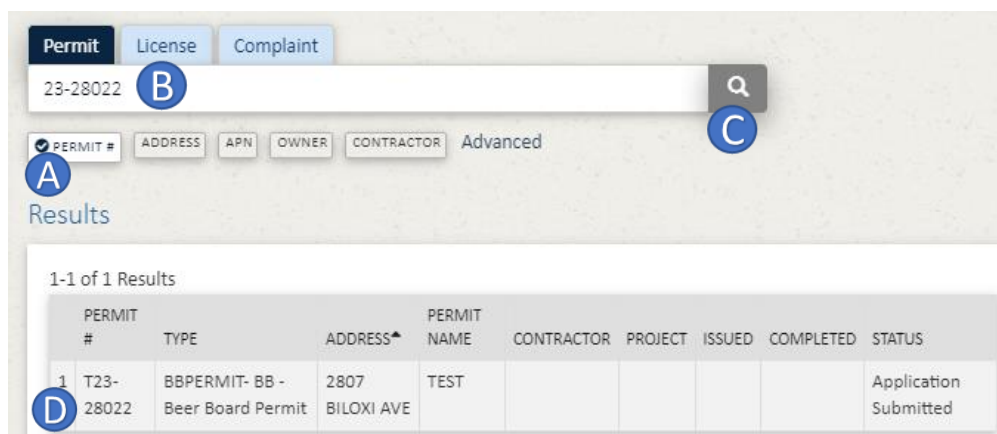 Permit License Complaint
23-28022 B
C
PERMIT # ADDRESS APN OWNER CONTRACTOR Advanced
A
Results
1-1 of 1 Results
PERMIT # TYPE ADDRESS PERMIT NAME CONTRACTOR PROJECT ISSUED COMPLETED STATUS
1 T23-28022 BBPERMIT- BB - Beer Board Permit 2807 BILOXI AVE TEST Application Submitted
D